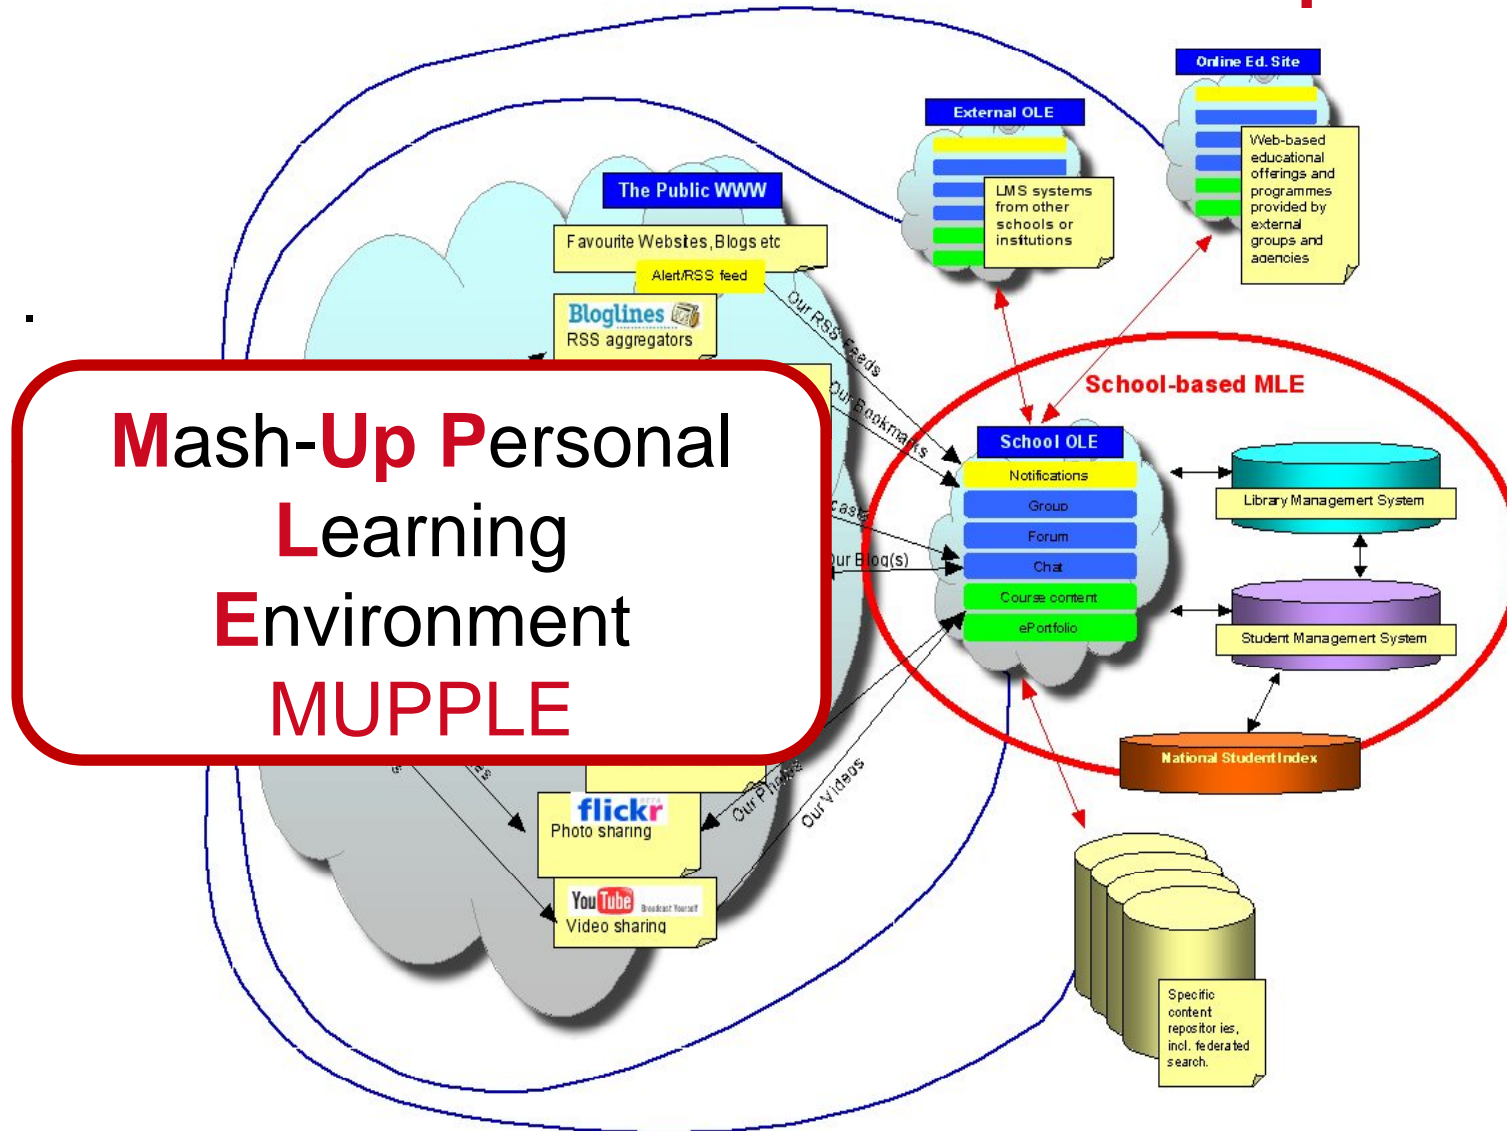 Online Ed. Site
External OLE
Web-based
educational
offerings and
programmes
provided by
external
groups and
agencies
LMS systems
from other
schools or
institutions
The Public WWW
Favourite Websites, Blogs etc
Alert/RSS feed
Bloglines
RSS aggregators
Our RSS Feeds
Our Bookmarks
Our Blog(s)
Mash-Up Personal
Learning
Environment
MUPPLE
School-based MLE
School OLE
Notifications
Group
Forum
Chat
Course content
ePortfolio
Library Management System
Student Management System
National Student Index
Our Photos
Our Videos
flickr
Photo sharing
YouTube
Broadcast Yourself
Video sharing
Specific
content
repositories,
incl. federated
search.